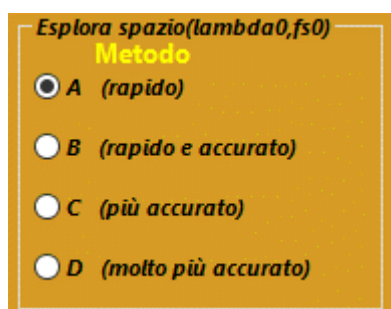 Esplora spazio(lambda0,fs0)
Metodo
A (rapido)
B (rapido e accurato)
C (più accurato)
D (molto più accurato)